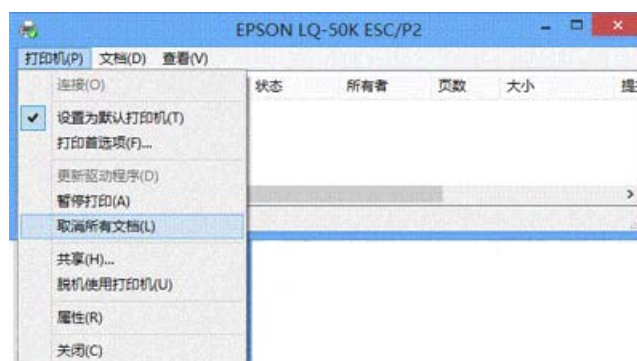 EPSON LQ-50K ESC/P2
打印机(P) 文档(D) 查看(V)
连接(O) 状态 所有者 页数 大小 提
设置为默认打印机(T)
打印首选项(F)...
更新驱动程序(D)
暂停打印(A)
取消所有文档(L)
共享(H)...
脱机使用打印机(U)
属性(R)
关闭(C)